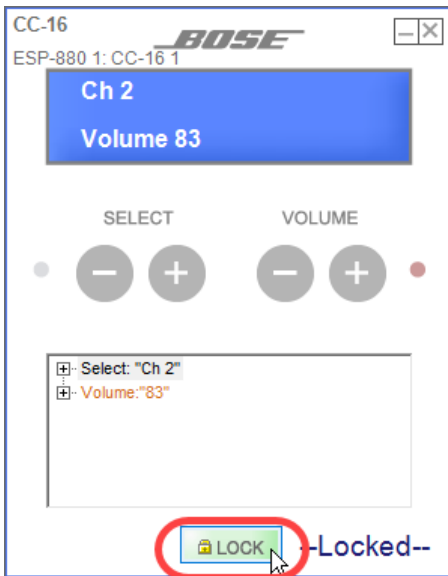 CC-16
BOSE
ESP-880 1: CC-16 1
Ch 2
Volume 83
SELECT VOLUME
Select: "Ch 2"
Volume:"83"
LOCK --Locked--